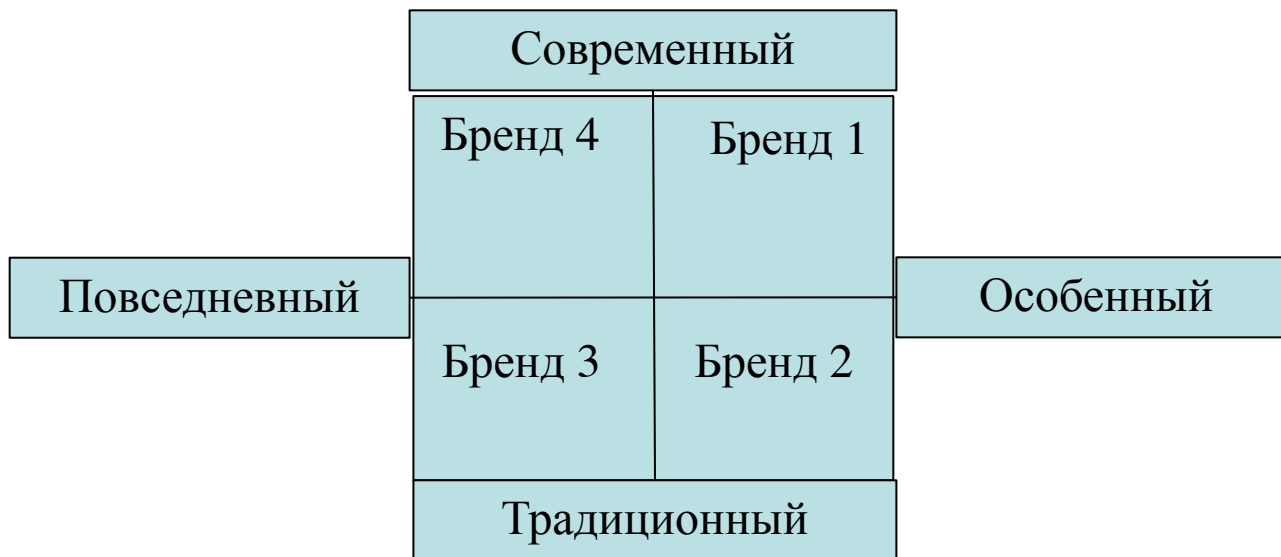 Современный
Бренд 4
Бренд 1
Повседневный
Особенный
Бренд 3
Бренд 2
Традиционный